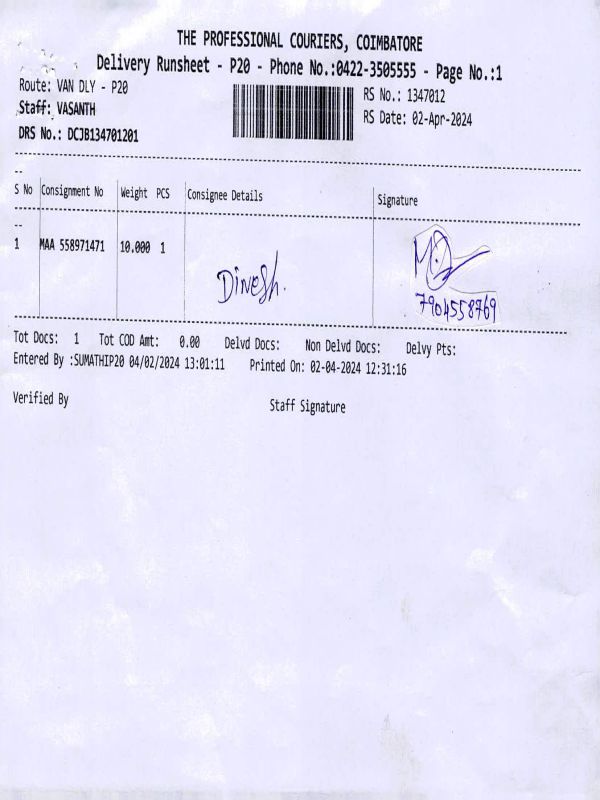 THE PROFESSIONAL COURIERS, COIMBATORE
Delivery Runsheet - P20 - Phone No.:0422-3505555 - Page No.:1
Route: VAN DLY - P20
RS No.: 1347012
Staff: VASANTH
RS Date: 02-Apr-2024
DRS No.: DCJB134701201
S No Consignment No Weight PCS Consignee Details Signature
1 MAA 558971471 10.000 1
Dinesh.
7904558769
Tot Docs: 1 Tot COD Amt: 0.00 Delvd Docs: Non Delvd Docs: Delvy Pts:
Entered By :SUMATHIP20 04/02/2024 13:01:11 Printed On: 02-04-2024 12:31:16
Verified By Staff Signature